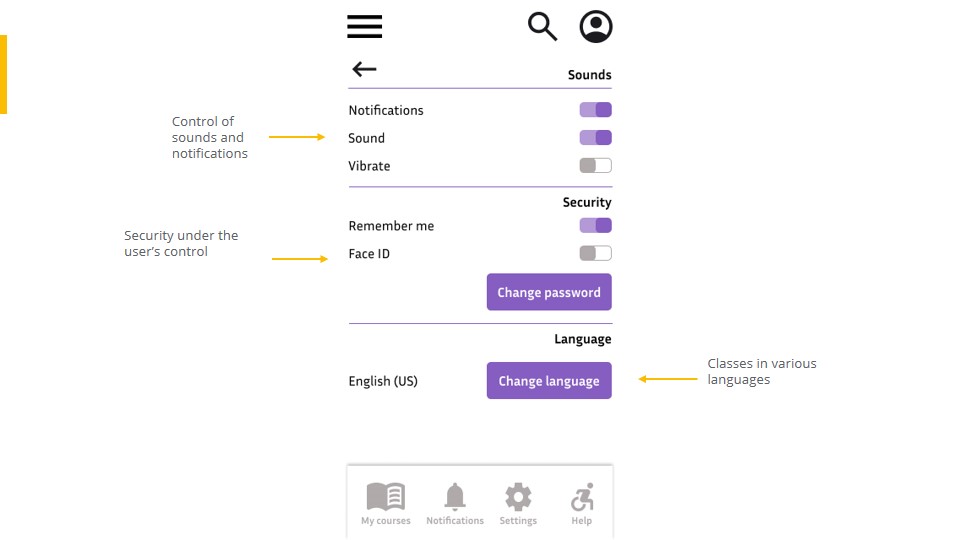 Sounds
Notifications
Control of
sounds and
notifications
Sound
Vibrate
Security
Remember me
Security under the
user's control
Face ID
Change password
Language
Classes in various
languages
English (US)
Change language
My courses
Notifications
Settings
Help